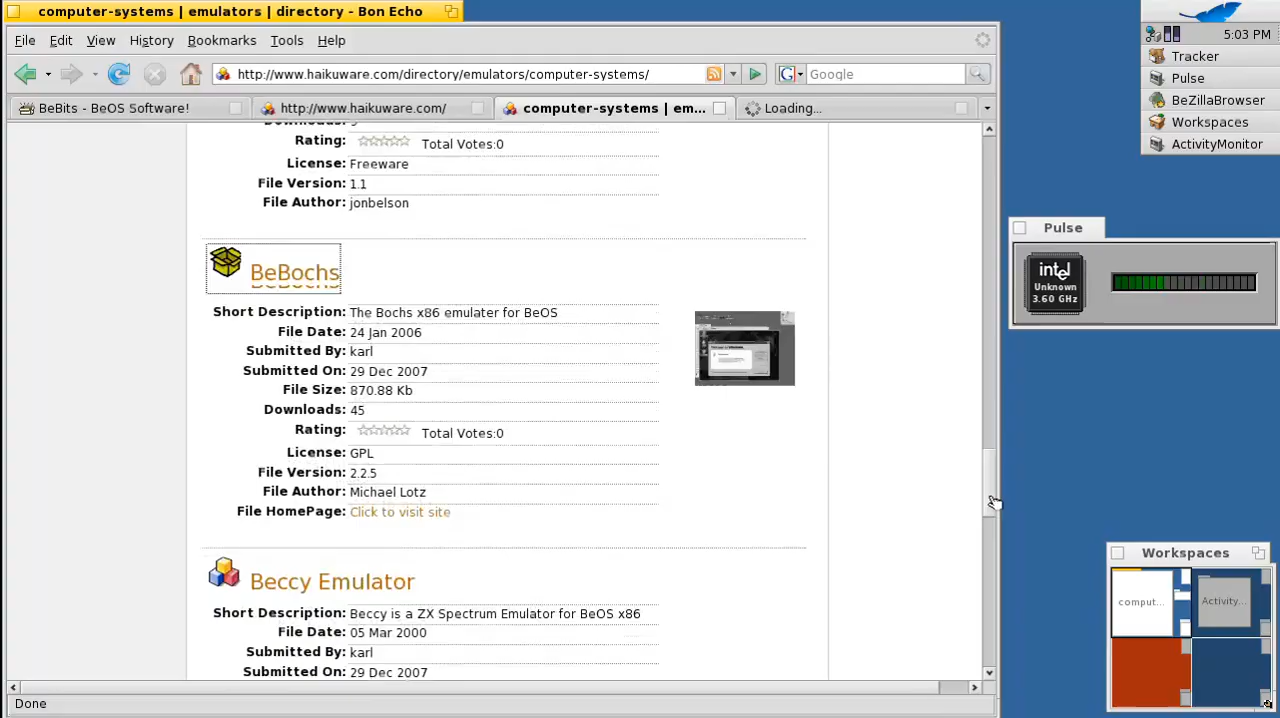 computer-systems | emulators | directory - Bon Echo
File Edit View History Bookmarks Tools Help
http://www.haikuware.com/directory/emulators/computer-systems/
Google
BeBits - BeOS Software!
http://www.haikuware.com/
computer-systems | em...
Loading...
Downloads:
Rating: Total Votes:0
License: Freeware
File Version: 1.1
File Author: jonbelson
BeBochs
Short Description: The Bochs x86 emulater for BeOS
File Date: 24 Jan 2006
Submitted By: karl
Submitted On: 29 Dec 2007
File Size: 870.88 Kb
Downloads: 45
Rating: Total Votes:0
License: GPL
File Version: 2.2.5
File Author: Michael Lotz
File HomePage: Click to visit site
Beccy Emulator
Short Description: Beccy is a ZX Spectrum Emulator for BeOS x86
File Date: 05 Mar 2000
Submitted By: karl
Submitted On: 29 Dec 2007
Done
5:03 PM
Tracker
Pulse
BeZillaBrowser
Workspaces
ActivityMonitor
Pulse
intel
Unknown
3.60 GHz
Workspaces
comput...
Activity...